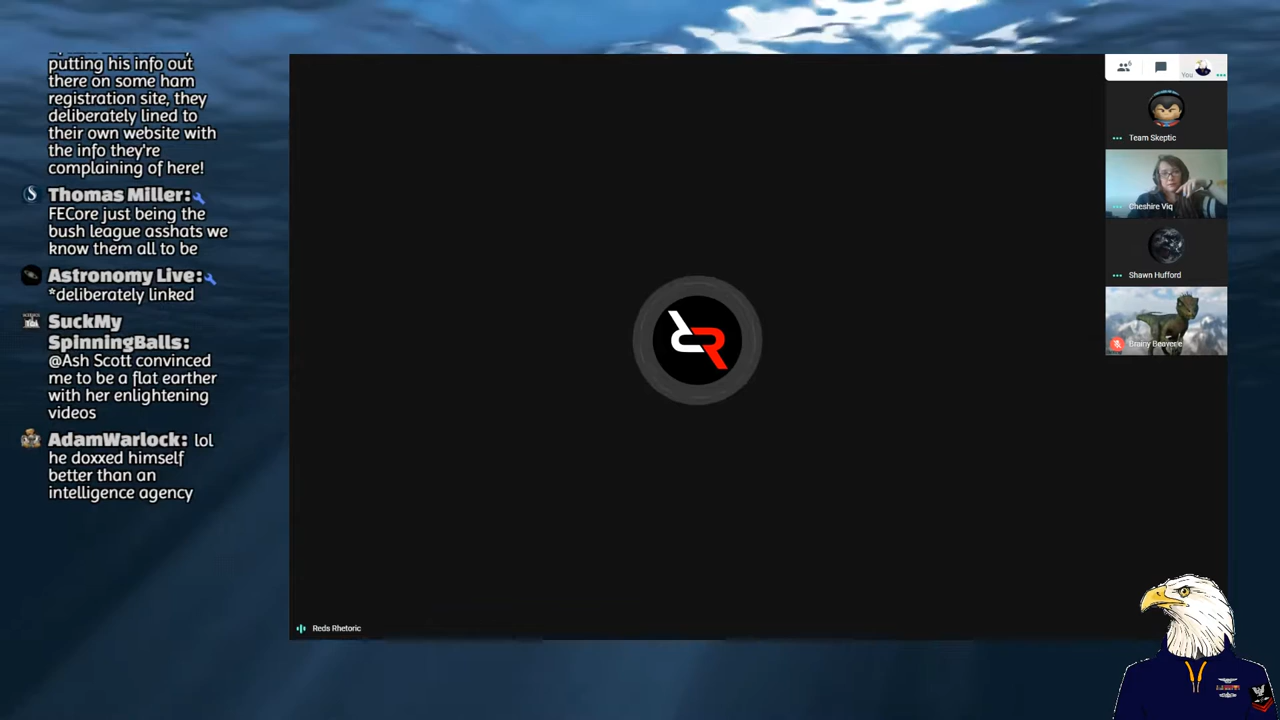 putting his info out
there on some ham
registration site, they
deliberately lined to
their own website with
the info they're
complaining of here!
Thomas Miller:
FECore just being the
bush league asshats we
know them all to be
Astronomy Live:
*deliberately linked
SuckMy
SpinningBalls:
@Ash Scott convinced
me to be a flat earther
with her enlightening
videos
AdamWarlock: lol
he doxxed himself
better than an
intelligence agency
Reds Rhetoric
You
Team Skeptic
Cheshire Viq
Shawn Hufford
Brainy Beaver